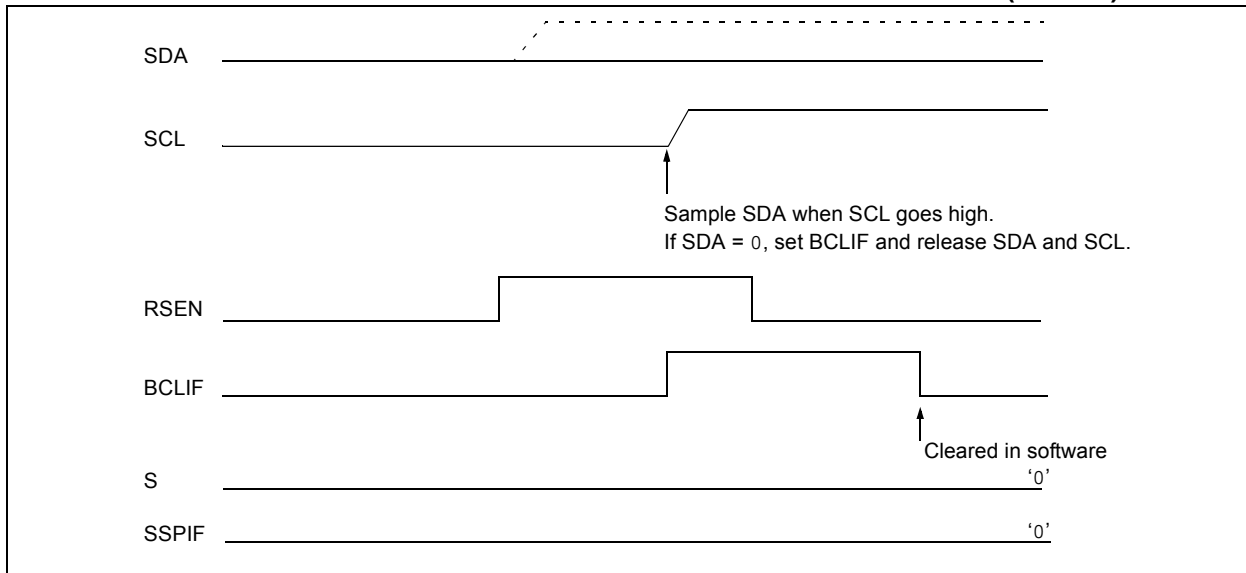 SDA
SCL
Sample SDA when SCL goes high.
If SDA = 0, set BCLIF and release SDA and SCL.
RSEN
BCLIF
Cleared in software
S
‘0’
SSPIF
‘0’